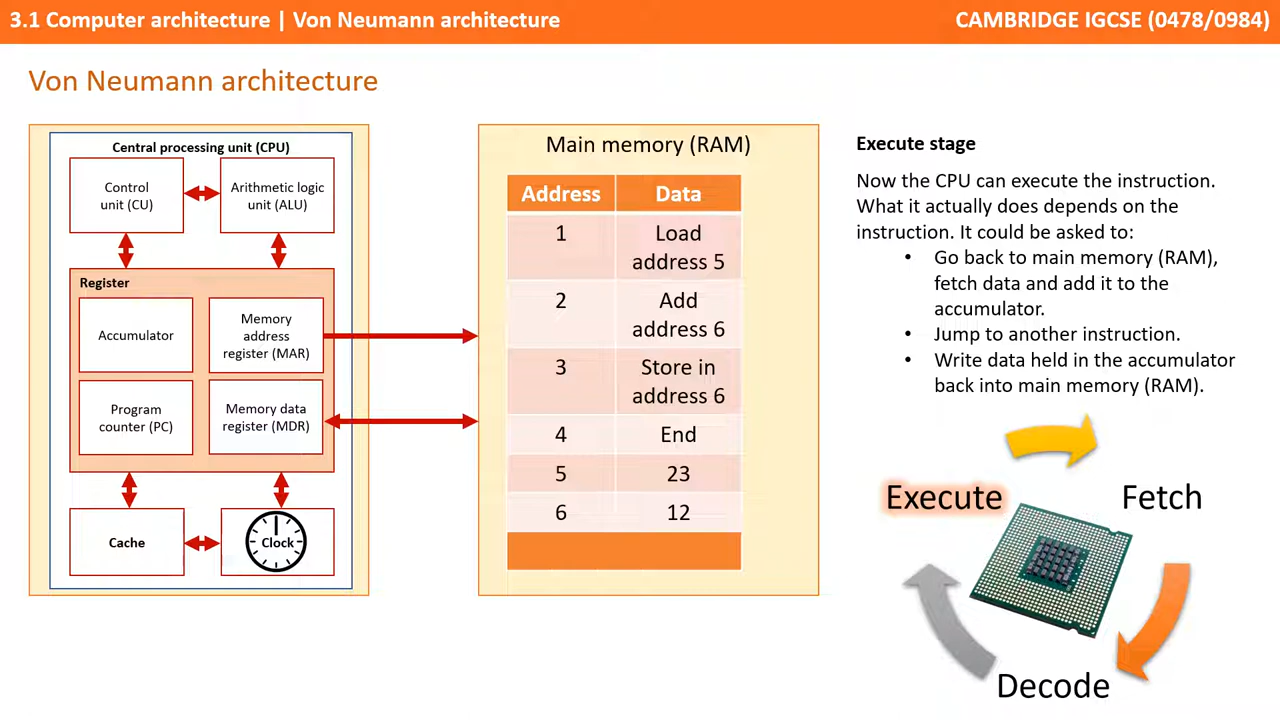 3.1 Computer architecture | Von Neumann architecture
CAMBRIDGE IGCSE (0478/0984)
Von Neumann architecture
Central processing unit (CPU)
Control
unit (CU)
Arithmetic logic
unit (ALU)
Register
Accumulator
Memory
address
register (MAR)
Program
counter (PC)
Memory data
register (MDR)
Cache
Clock
Main memory (RAM)
Address Data
1 Load
address 5
2 Add
address 6
3 Store in
address 6
4 End
5 23
6 12
Execute stage
Now the CPU can execute the instruction.
What it actually does depends on the
instruction. It could be asked to:
• Go back to main memory (RAM),
fetch data and add it to the
accumulator.
• Jump to another instruction.
• Write data held in the accumulator
back into main memory (RAM).
Execute
Fetch
Decode